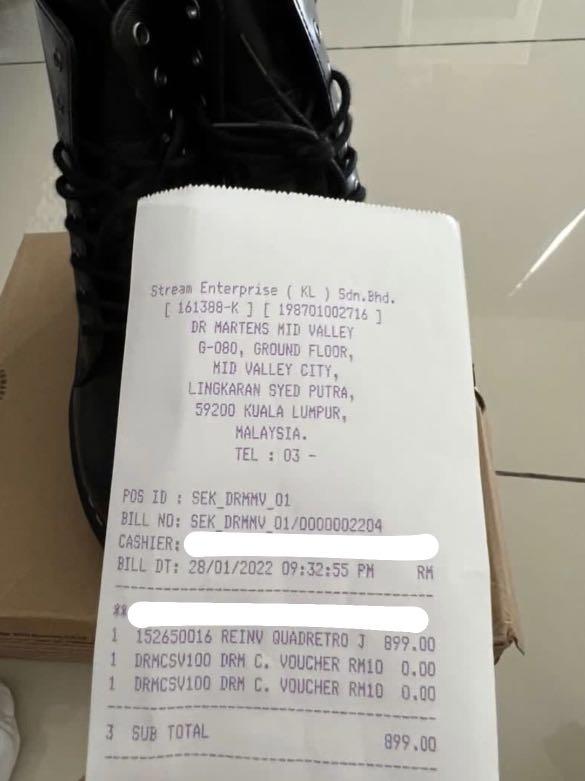 Stream Enterprise ( KL ) Sdn.Bhd.
[ 161388-K ] [ 198701002716 ]
DR MARTENS MID VALLEY
G-080, GROUND FLOOR,
MID VALLEY CITY,
LINGKARAN SYED PUTRA,
59200 KUALA LUMPUR,
MALAYSIA.
TEL : 03 -
POS ID : SEK_DRMMV_01
BILL NO: SEK_DRMMV_01/0000002204
CASHIER:
BILL DT: 28/01/2022 09:32:55 PM RM
**
1 152650016 REINV QUADRETRO J 899.00
1 DRMCSV100 DRM C. VOUCHER RM10 0.00
1 DRMCSV100 DRM C. VOUCHER RM10 0.00
3 SUB TOTAL 899.00